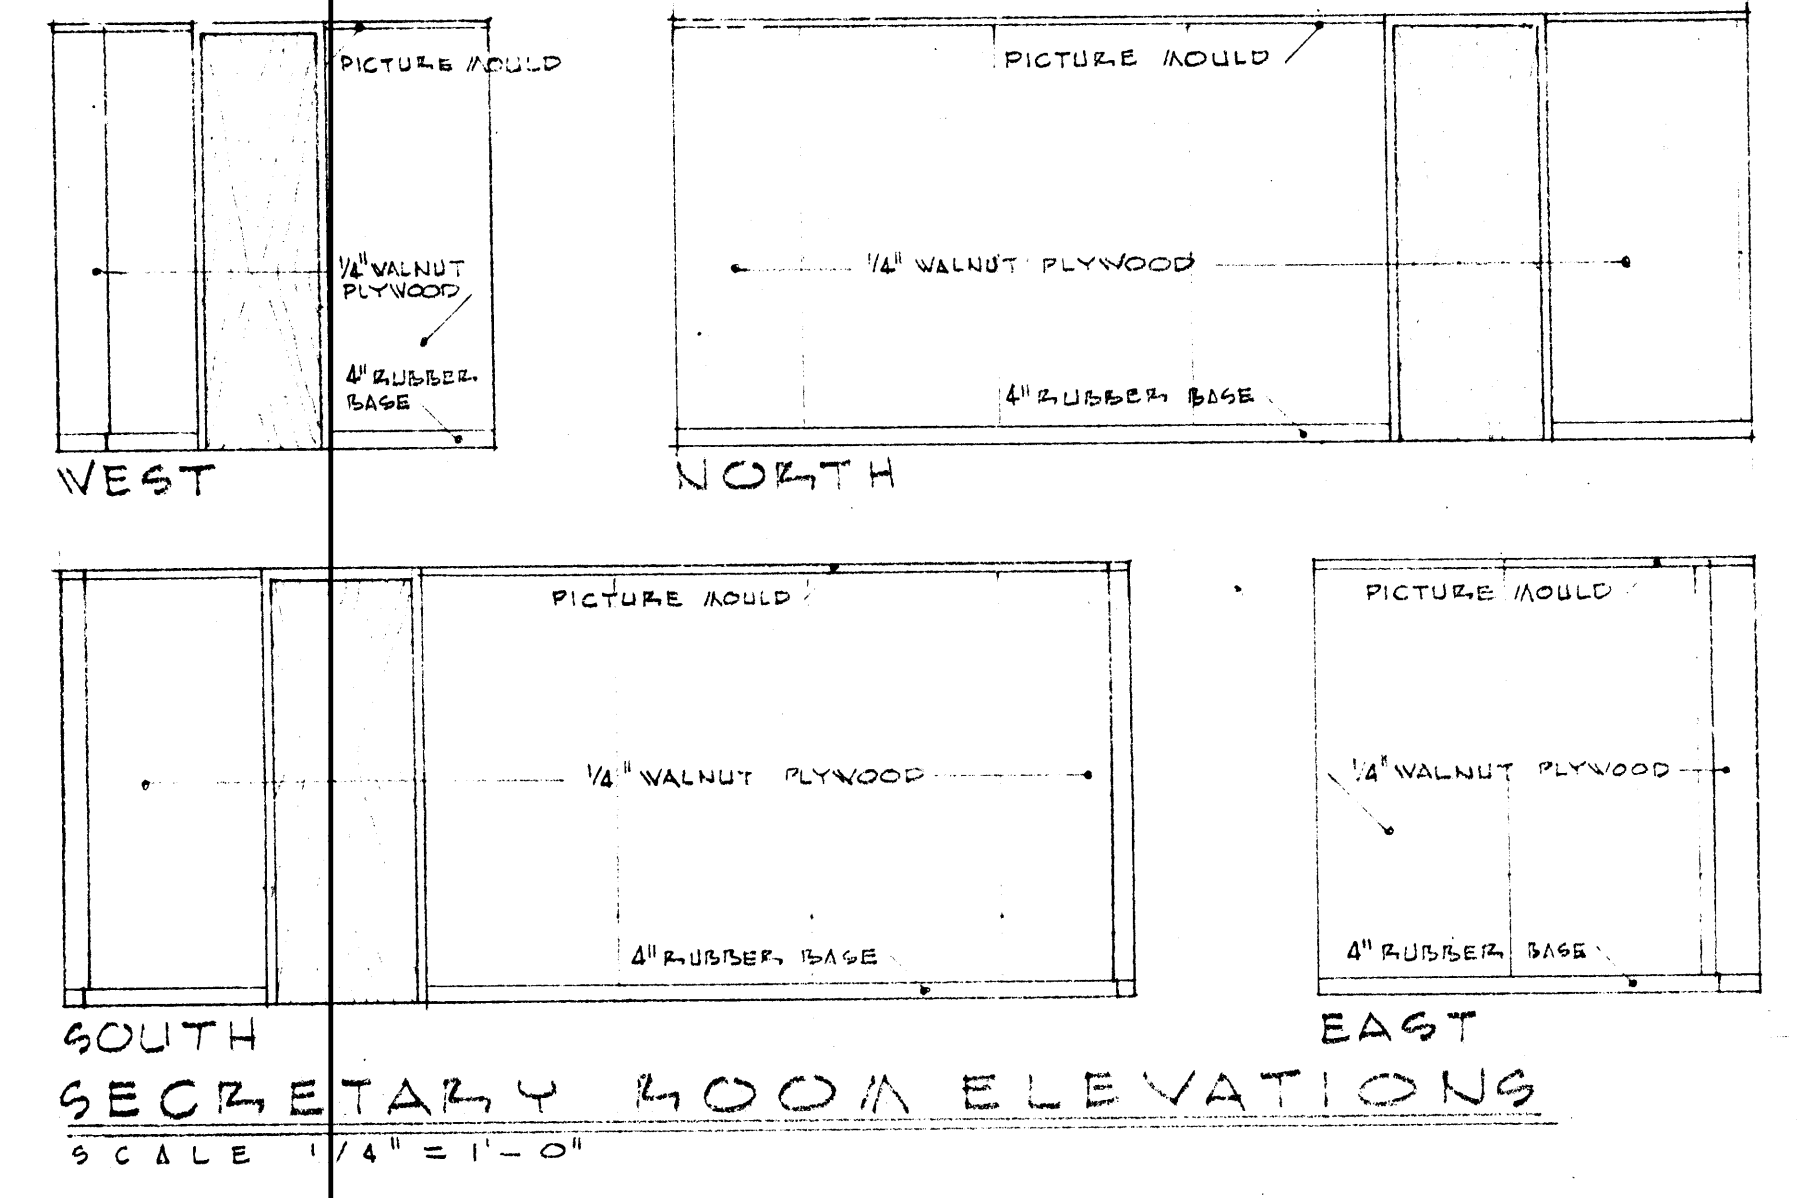 PICTURE MOULD
1/4" WALNUT
PLYWOOD
4" RUBBER
BASE
WEST
PICTURE MOULD
1/4" WALNUT PLYWOOD
4" RUBBER BASE
NORTH
PICTURE MOULD
1/4" WALNUT PLYWOOD
4" RUBBER BASE
SOUTH
PICTURE MOULD
1/4" WALNUT PLYWOOD
4" RUBBER BASE
EAST
SECRETARY ROOM ELEVATIONS
SCALE 1/4" = 1'-0"